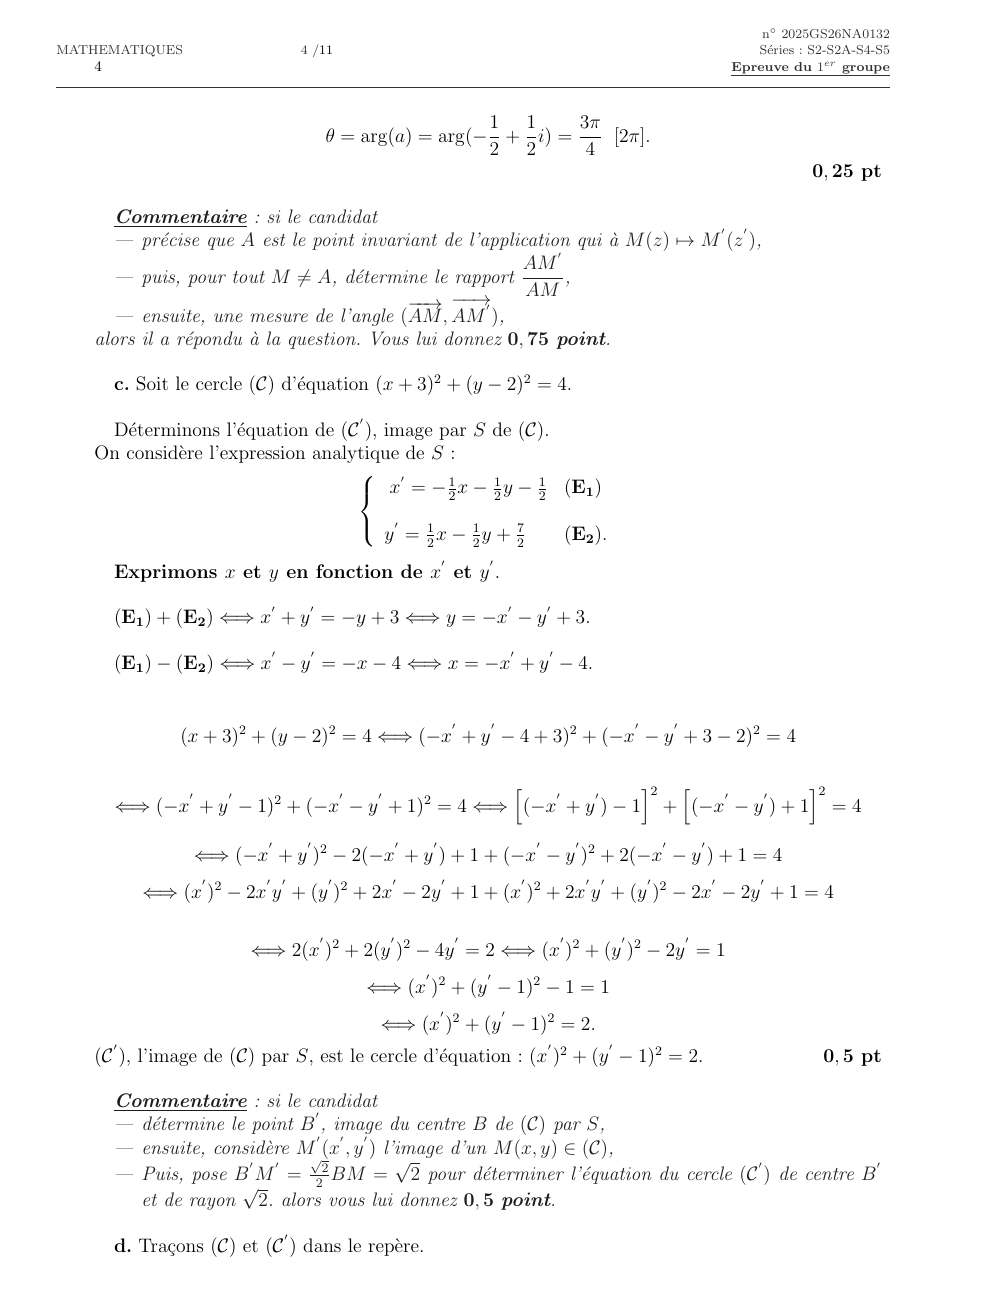 n° 2025GS26NA0132
MATHEMATIQUES 4 /11 Séries : S2-S2A-S4-S5
4 Epreuve du 1er groupe
θ = arg(a) = arg(−1/2 + 1/2 i) = 3π/4 [2π].
0, 25 pt
Commentaire : si le candidat
— précise que A est le point invariant de l'application qui à M(z) ↦ M′(z′),
— puis, pour tout M ≠ A, détermine le rapport AM′/AM,
— ensuite, une mesure de l'angle (AM⃗, AM′⃗),
alors il a répondu à la question. Vous lui donnez 0, 75 point.
c. Soit le cercle (𝒞) d'équation (x + 3)² + (y − 2)² = 4.
Déterminons l'équation de (𝒞′), image par S de (𝒞).
On considère l'expression analytique de S :
{ x′ = −1/2 x − 1/2 y − 1/2 (E₁)
y′ = 1/2 x − 1/2 y + 7/2 (E₂).
Exprimons x et y en fonction de x′ et y′.
(E₁) + (E₂) ⟺ x′ + y′ = −y + 3 ⟺ y = −x′ − y′ + 3.
(E₁) − (E₂) ⟺ x′ − y′ = −x − 4 ⟺ x = −x′ + y′ − 4.
(x + 3)² + (y − 2)² = 4 ⟺ (−x′ + y′ − 4 + 3)² + (−x′ − y′ + 3 − 2)² = 4
⟺ (−x′ + y′ − 1)² + (−x′ − y′ + 1)² = 4 ⟺ [(−x′ + y′) − 1]² + [(−x′ − y′) + 1]² = 4
⟺ (−x′ + y′)² − 2(−x′ + y′) + 1 + (−x′ − y′)² + 2(−x′ − y′) + 1 = 4
⟺ (x′)² − 2x′y′ + (y′)² + 2x′ − 2y′ + 1 + (x′)² + 2x′y′ + (y′)² − 2x′ − 2y′ + 1 = 4
⟺ 2(x′)² + 2(y′)² − 4y′ = 2 ⟺ (x′)² + (y′)² − 2y′ = 1
⟺ (x′)² + (y′ − 1)² − 1 = 1
⟺ (x′)² + (y′ − 1)² = 2.
(𝒞′), l'image de (𝒞) par S, est le cercle d'équation : (x′)² + (y′ − 1)² = 2. 0, 5 pt
Commentaire : si le candidat
— détermine le point B′, image du centre B de (𝒞) par S,
— ensuite, considère M′(x′, y′) l'image d'un M(x, y) ∈ (𝒞),
— Puis, pose B′M′ = √2/2 BM = √2 pour déterminer l'équation du cercle (𝒞′) de centre B′
et de rayon √2. alors vous lui donnez 0, 5 point.
d. Traçons (𝒞) et (𝒞′) dans le repère.